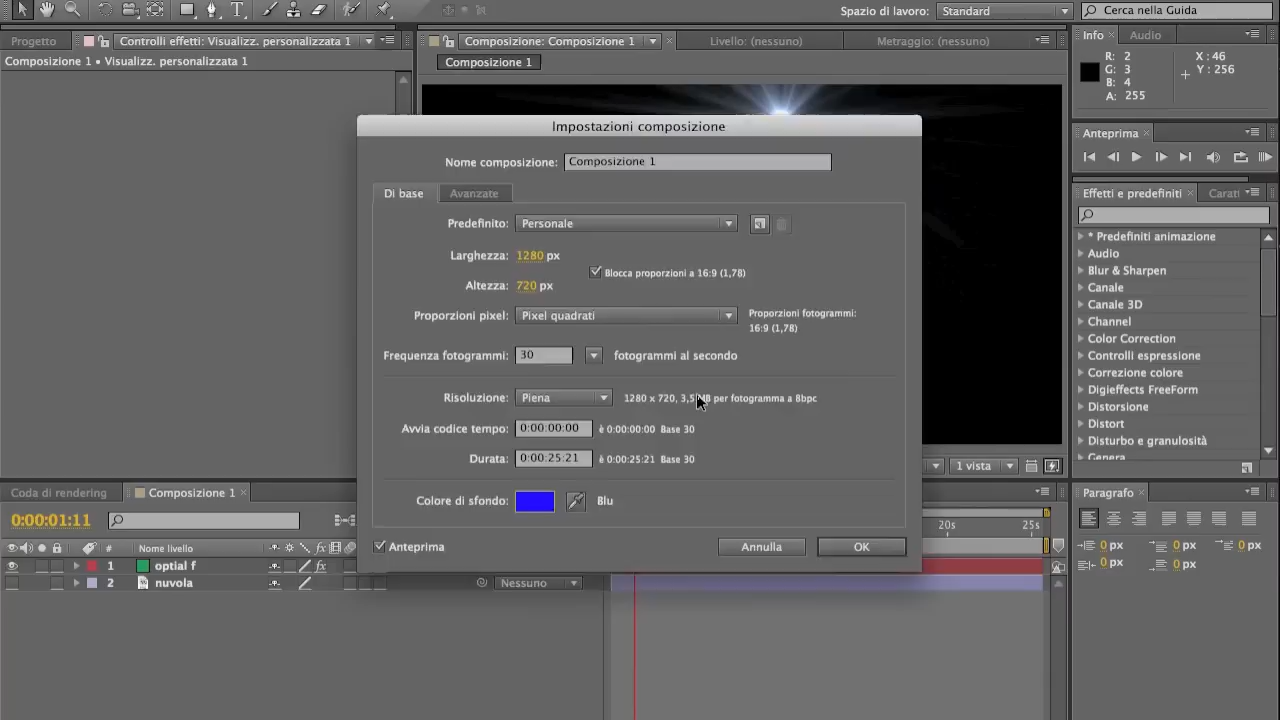 Spazio di lavoro: Standard Cerca nella Guida
Progetto Controlli effetti: Visualizz. personalizzata 1
Composizione 1 • Visualizz. personalizzata 1
Composizione: Composizione 1 Livello: (nessuno) Metraggio: (nessuno)
Composizione 1
Info Audio
R: 2 X: 46
G: 3 Y: 256
B: 4
A: 255
Anteprima
Effetti e predefiniti Caratt
* Predefiniti animazione
Audio
Blur & Sharpen
Canale
Canale 3D
Channel
Color Correction
Controlli espressione
Correzione colore
Digieffects FreeForm
Distorsione
Distort
Disturbo e granulosità
Genera
Impostazioni composizione
Nome composizione: Composizione 1
Di base Avanzate
Predefinito: Personale
Larghezza: 1280 px
Blocca proporzioni a 16:9 (1,78)
Altezza: 720 px
Proporzioni pixel: Pixel quadrati Proporzioni fotogrammi:
16:9 (1,78)
Frequenza fotogrammi: 30 fotogrammi al secondo
Risoluzione: Piena 1280 x 720, 3,5 MB per fotogramma a 8bpc
Avvia codice tempo: 0:00:00:00 è 0:00:00:00 Base 30
Durata: 0:00:25:21 è 0:00:25:21 Base 30
Colore di sfondo: Blu
Anteprima Annulla OK
1 vista
Coda di rendering Composizione 1
0:00:01:11
20s 25s
# Nome livello
1 optial f fx
2 nuvola Nessuno
Paragrafo
0 px 0 px 0 px
0 px 0 px